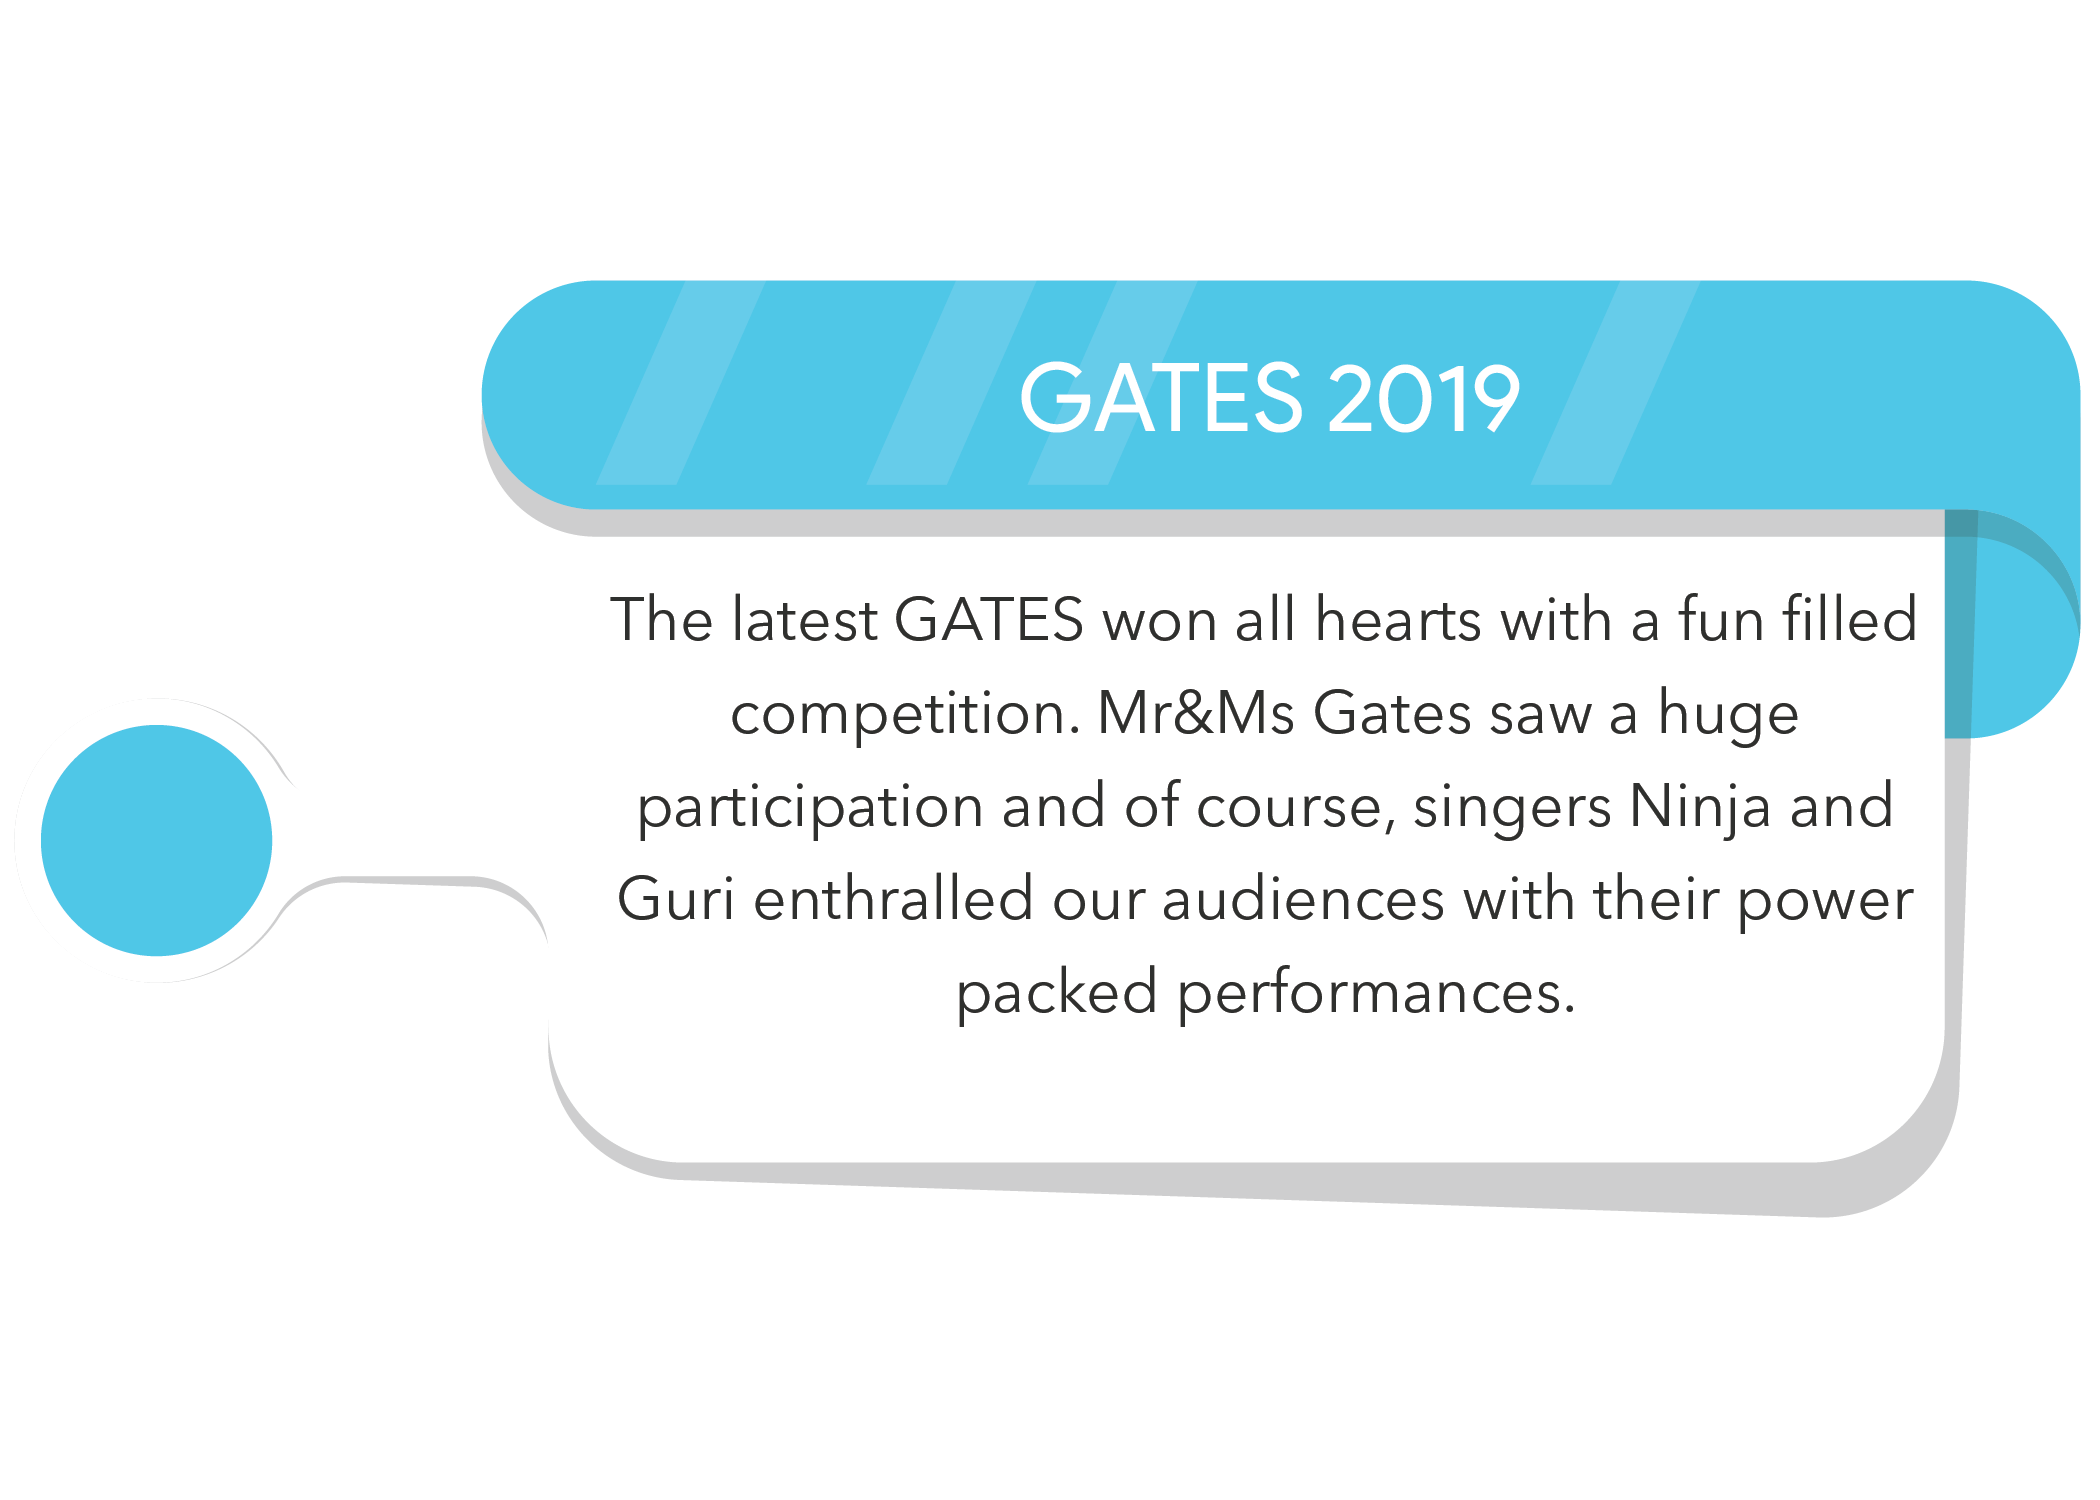 GATES 2019
The latest GATES won all hearts with a fun filled
competition. Mr&Ms Gates saw a huge
participation and of course, singers Ninja and
Guri enthralled our audiences with their power
packed performances.